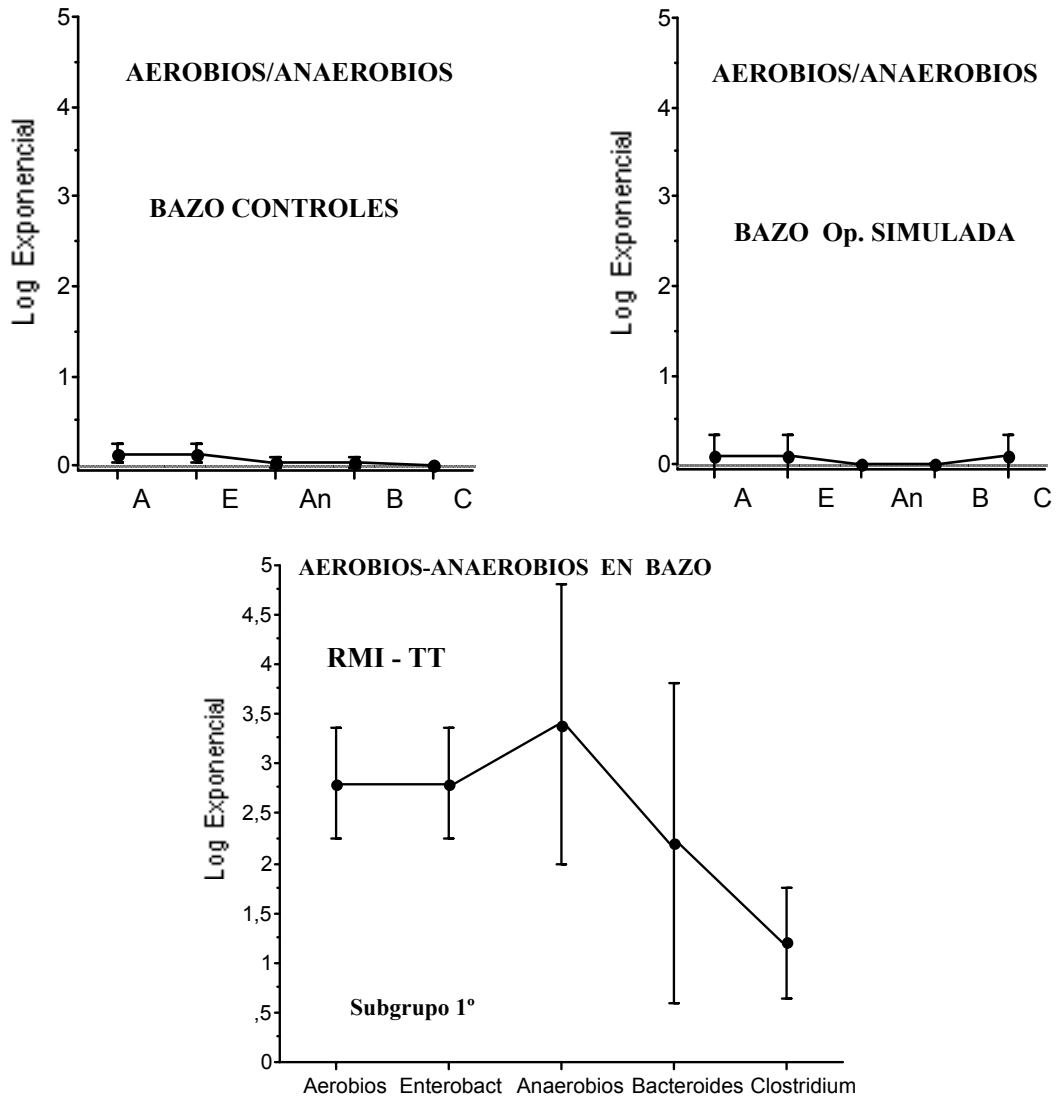 5
AEROBIOS/ANAEROBIOS
4
3
BAZO CONTROLES
2
1
0
Log Exponencial
A E An B C
5
AEROBIOS/ANAEROBIOS
4
3
BAZO Op. SIMULADA
2
1
0
Log Exponencial
A E An B C
5
AEROBIOS-ANAEROBIOS EN BAZO
4,5
4
RMI - TT
3,5
3
2,5
2
1,5
1
,5
Subgrupo 1º
0
Log Exponencial
Aerobios Enterobact Anaerobios Bacteroides Clostridium